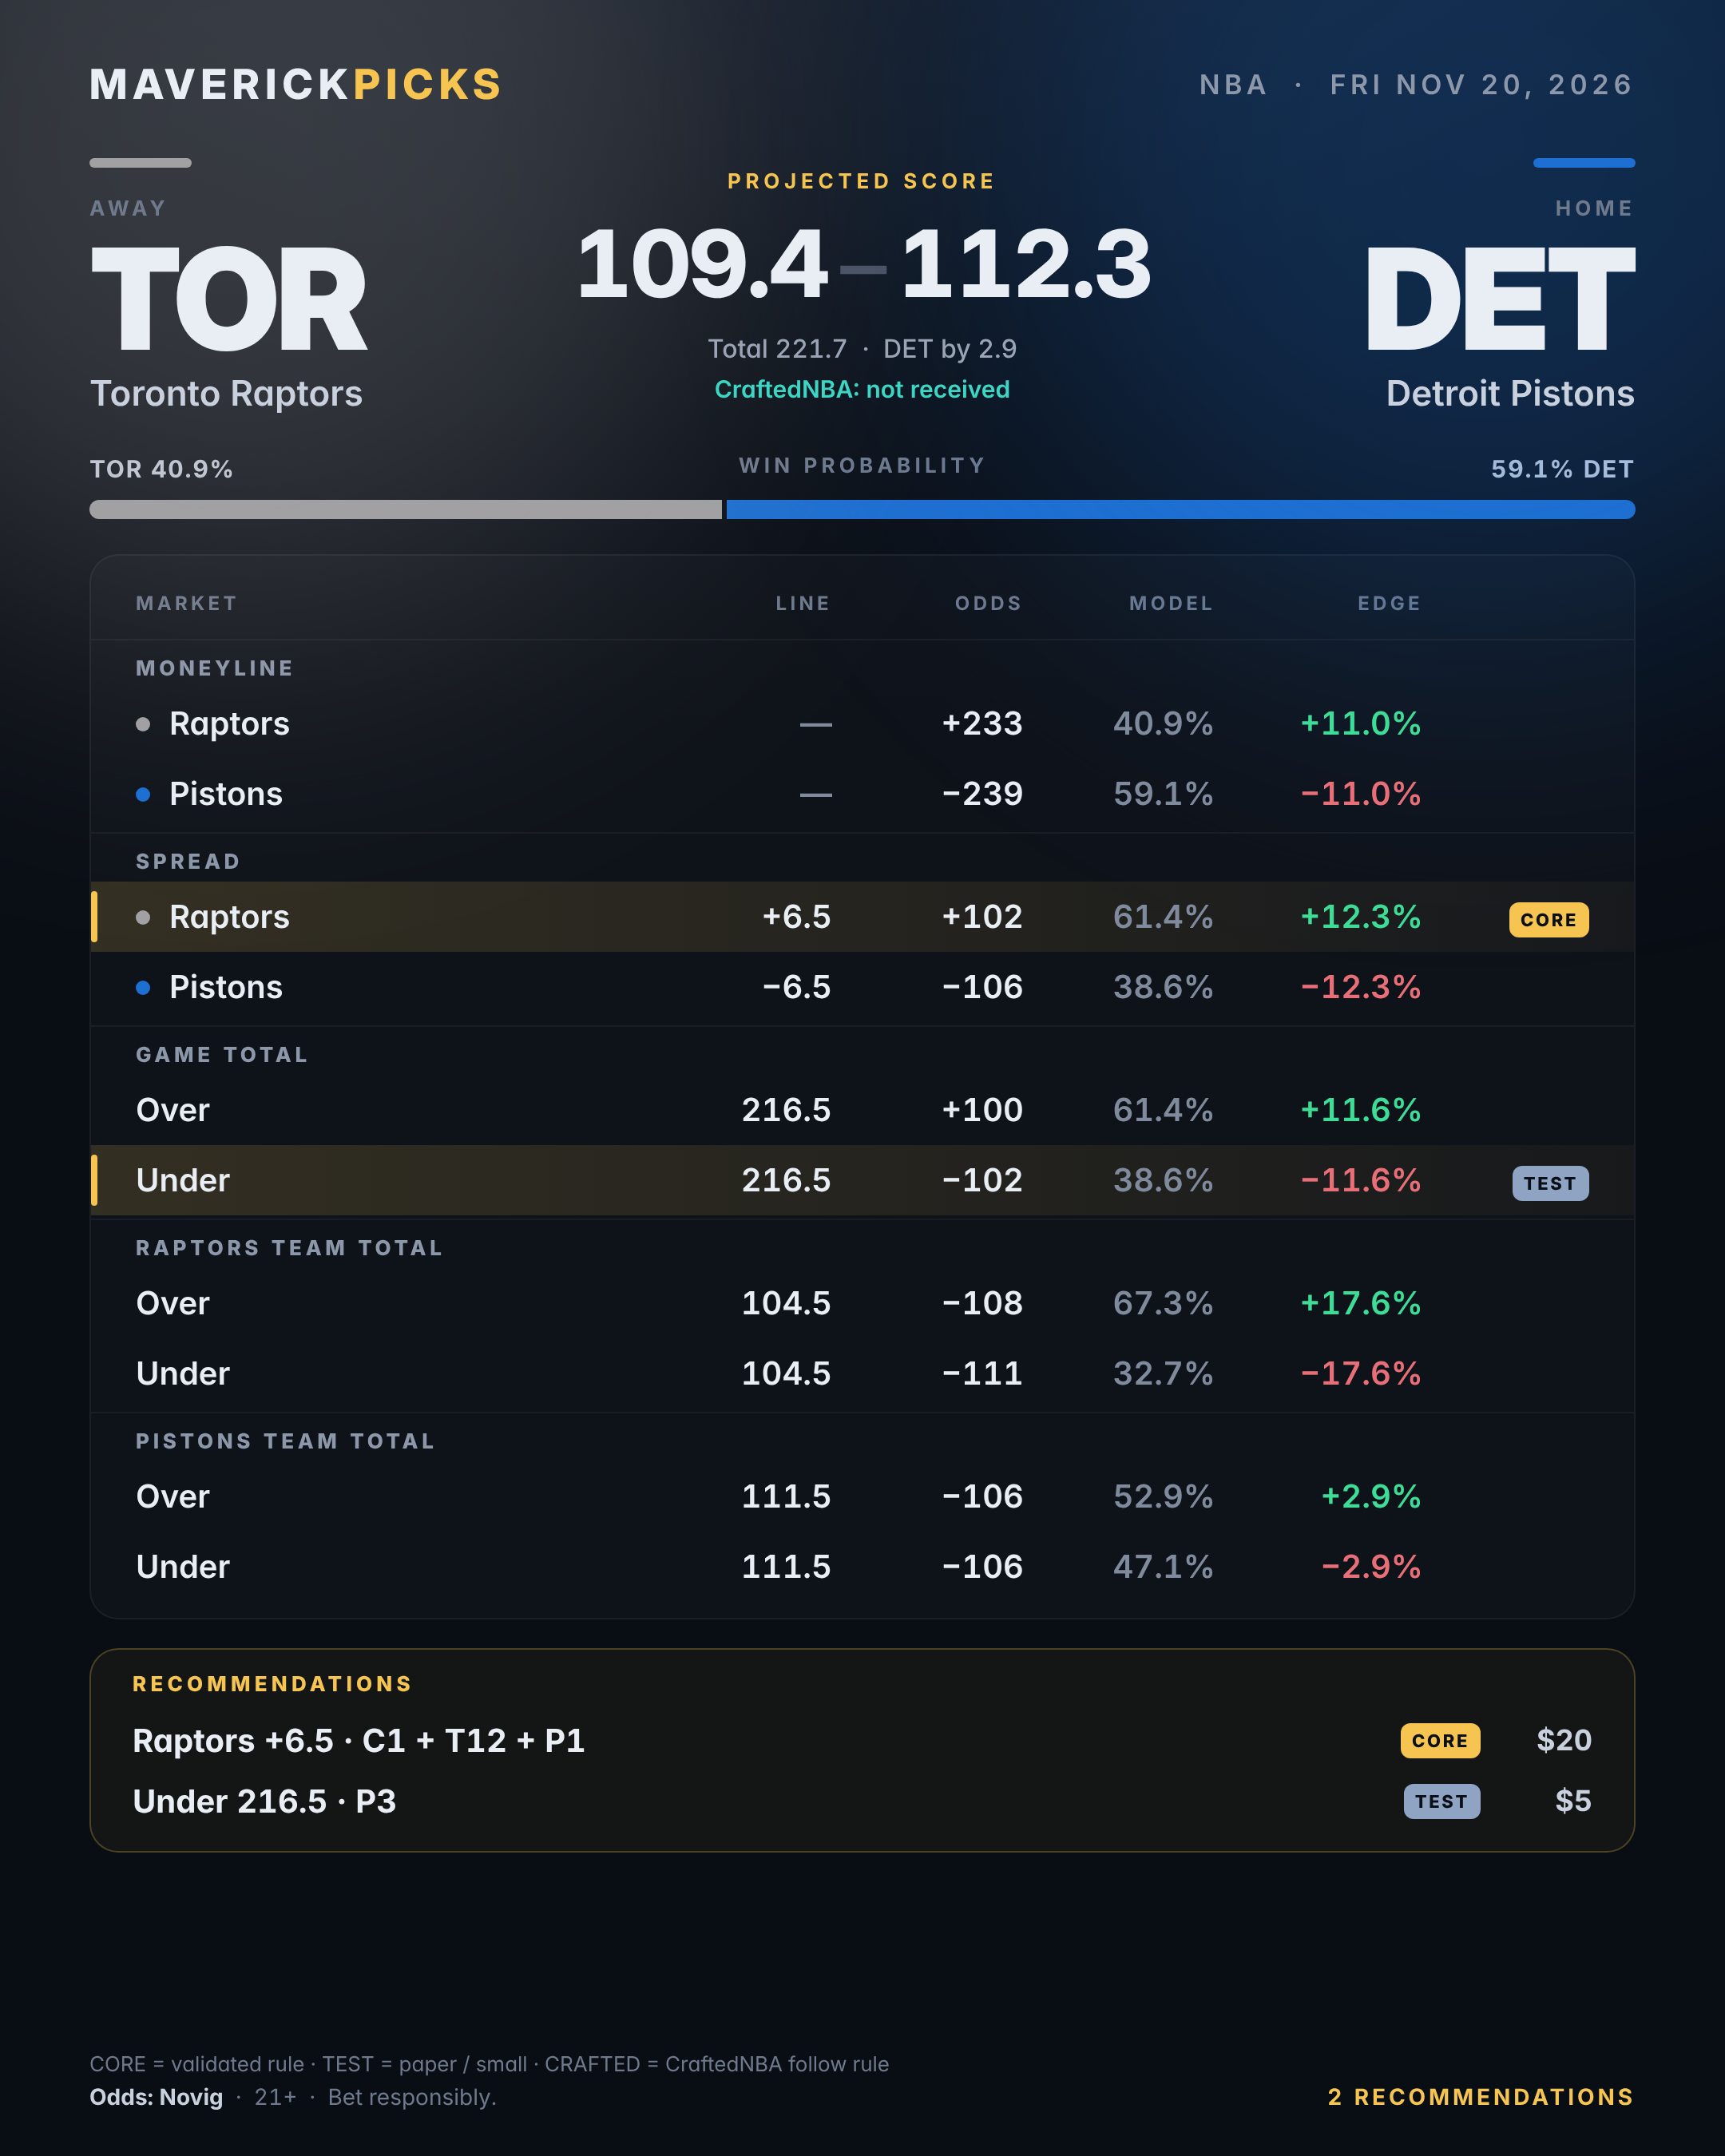 MAVERICKPICKS
NBA · FRI NOV 20, 2026
AWAY
TOR
Toronto Raptors
PROJECTED SCORE
109.4–112.3
Total 221.7 · DET by 2.9
CraftedNBA: not received
HOME
DET
Detroit Pistons
TOR 40.9% WIN PROBABILITY 59.1% DET
MARKET LINE ODDS MODEL EDGE
MONEYLINE
Raptors — +233 40.9% +11.0%
Pistons — −239 59.1% −11.0%
SPREAD
Raptors +6.5 +102 61.4% +12.3% CORE
Pistons −6.5 −106 38.6% −12.3%
GAME TOTAL
Over 216.5 +100 61.4% +11.6%
Under 216.5 −102 38.6% −11.6% TEST
RAPTORS TEAM TOTAL
Over 104.5 −108 67.3% +17.6%
Under 104.5 −111 32.7% −17.6%
PISTONS TEAM TOTAL
Over 111.5 −106 52.9% +2.9%
Under 111.5 −106 47.1% −2.9%
RECOMMENDATIONS
Raptors +6.5 · C1 + T12 + P1 CORE $20
Under 216.5 · P3 TEST $5
CORE = validated rule · TEST = paper / small · CRAFTED = CraftedNBA follow rule
Odds: Novig · 21+ · Bet responsibly.
2 RECOMMENDATIONS